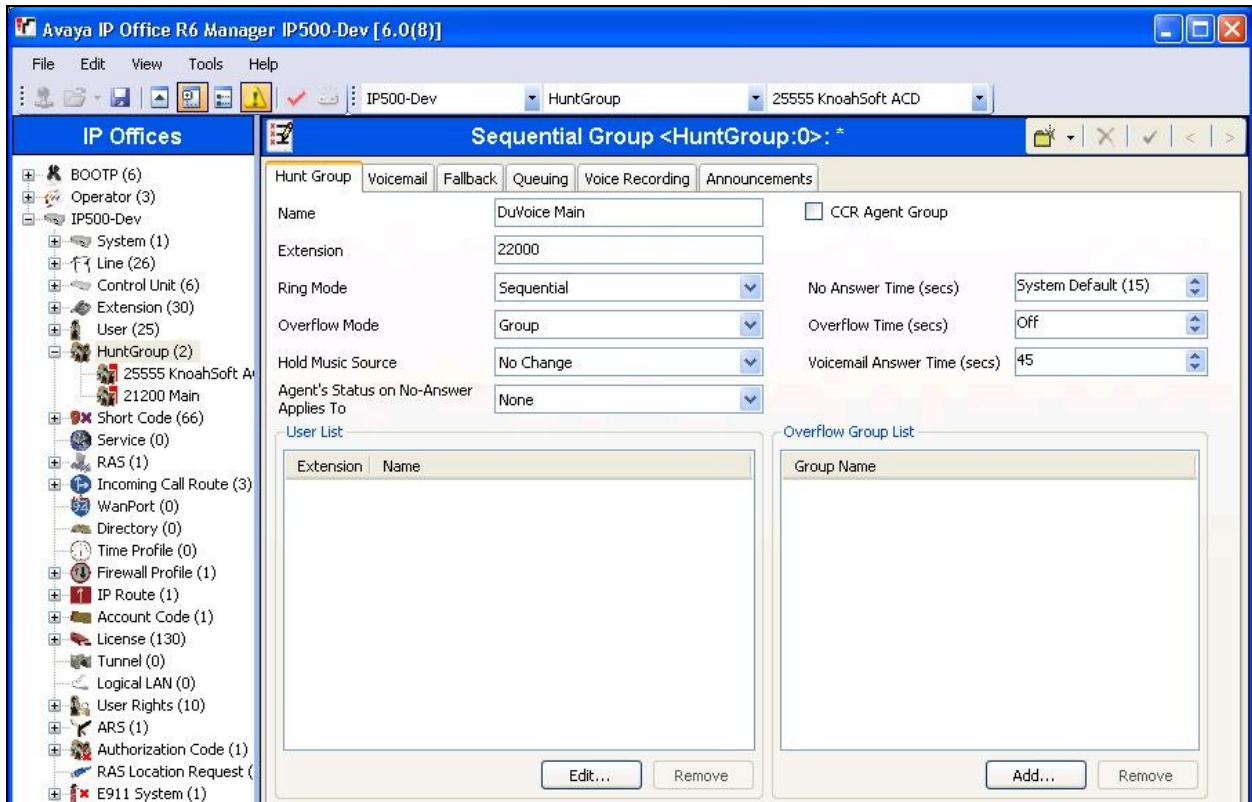 Avaya IP Office R6 Manager IP500-Dev [6.0(8)]
File Edit View Tools Help
IP500-Dev HuntGroup 25555 KnoahSoft ACD
IP Offices
BOOTP (6)
Operator (3)
IP500-Dev
System (1)
Line (26)
Control Unit (6)
Extension (30)
User (25)
HuntGroup (2)
25555 KnoahSoft A
21200 Main
Short Code (66)
Service (0)
RAS (1)
Incoming Call Route (3)
WanPort (0)
Directory (0)
Time Profile (0)
Firewall Profile (1)
IP Route (1)
Account Code (1)
License (130)
Tunnel (0)
Logical LAN (0)
User Rights (10)
ARS (1)
Authorization Code (1)
RAS Location Request (
E911 System (1)
Sequential Group <HuntGroup:0>: *
Hunt Group Voicemail Fallback Queuing Voice Recording Announcements
Name DuVoice Main CCR Agent Group
Extension 22000
Ring Mode Sequential No Answer Time (secs) System Default (15)
Overflow Mode Group Overflow Time (secs) Off
Hold Music Source No Change Voicemail Answer Time (secs) 45
Agent's Status on No-Answer
Applies To None
User List Overflow Group List
Extension Name Group Name
Edit... Remove Add... Remove